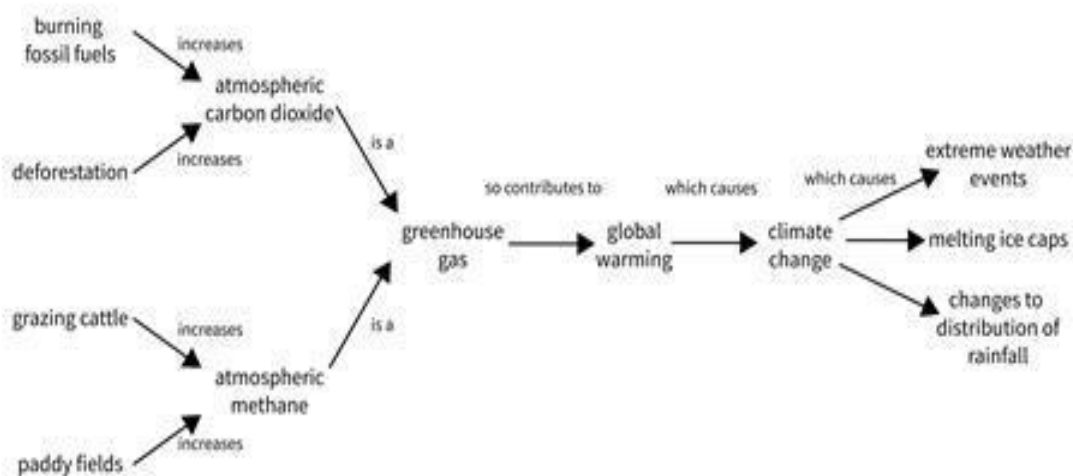 burning
fossil fuels
increases
atmospheric
carbon dioxide
deforestation
increases
is a
greenhouse
gas
grazing cattle
increases
atmospheric
methane
paddy fields
increases
is a
so contributes to
global
warming
which causes
climate
change
which causes
extreme weather
events
melting ice caps
changes to
distribution of
rainfall